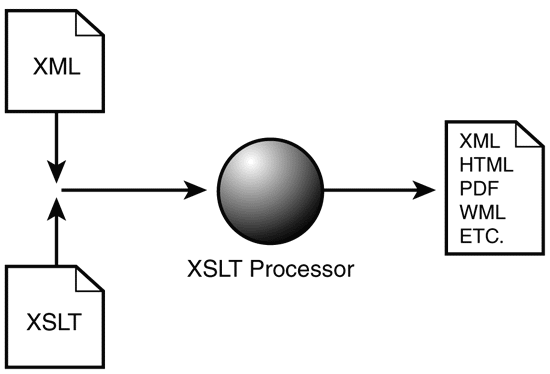 XML
XSLT
XSLT Processor
XML
HTML
PDF
WML
ETC.